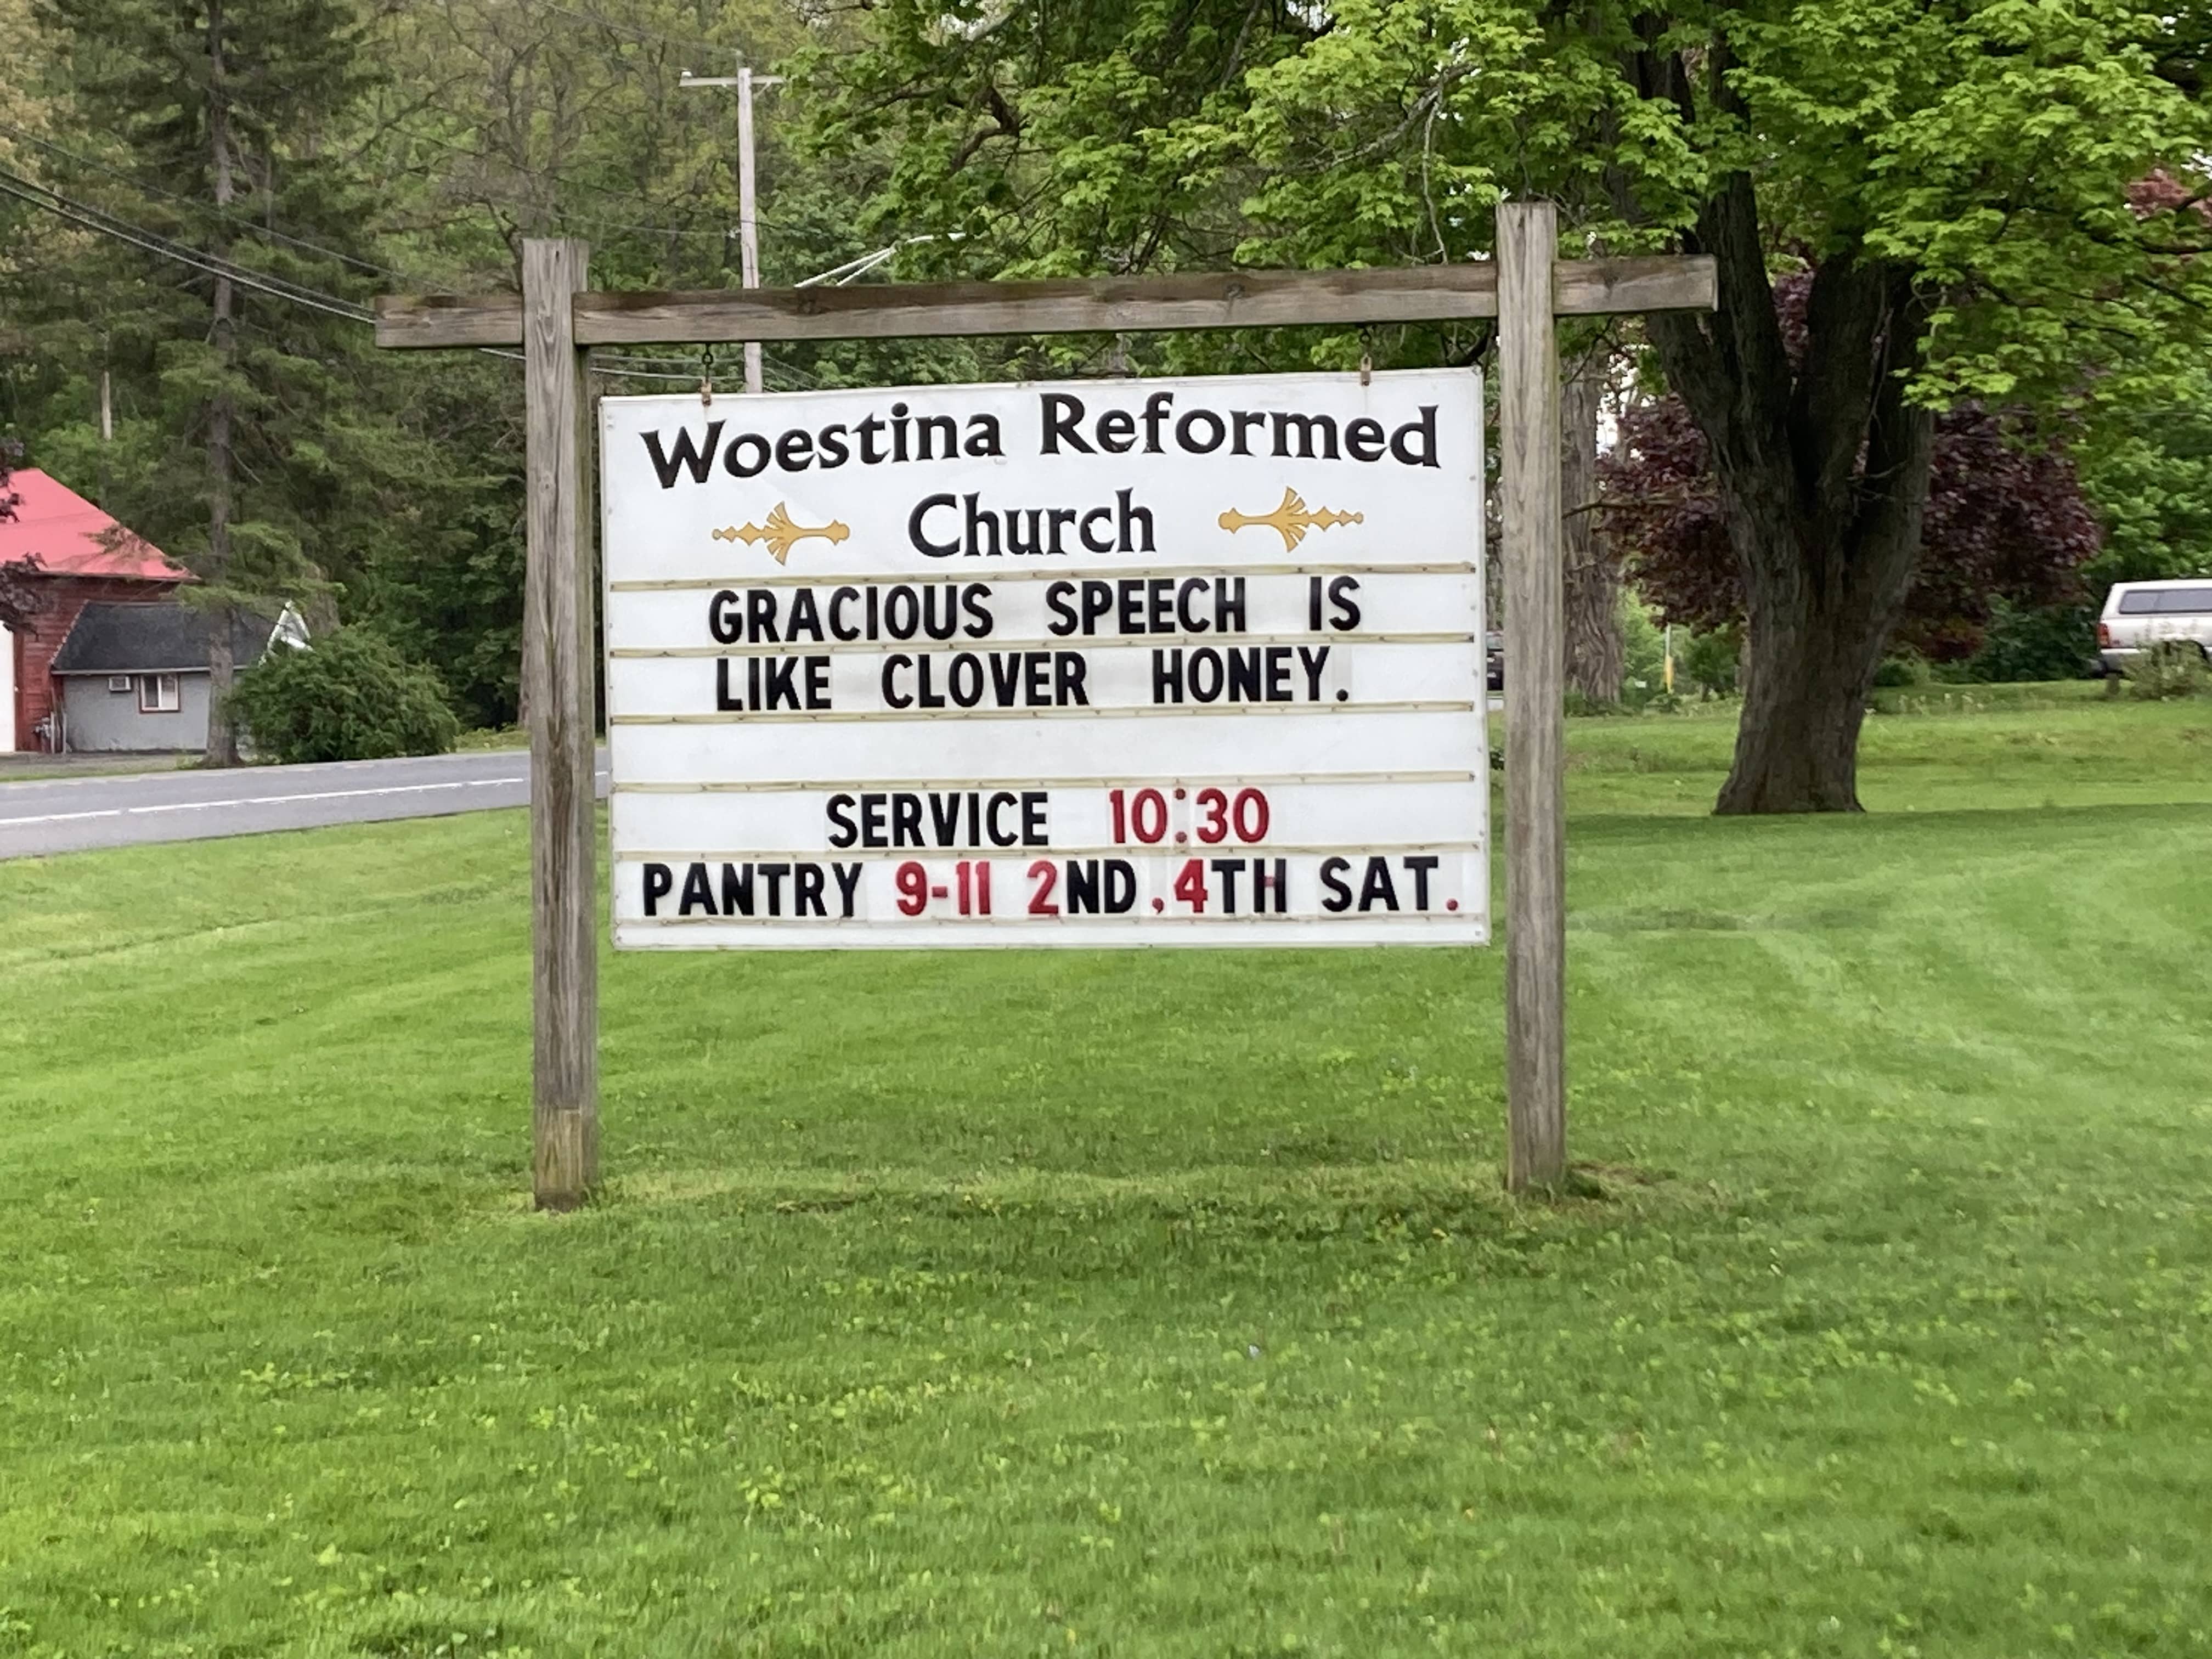 Woestina Reformed
Church
GRACIOUS SPEECH IS
LIKE CLOVER HONEY.
SERVICE 10:30
PANTRY 9-11 2ND,4TH SAT.